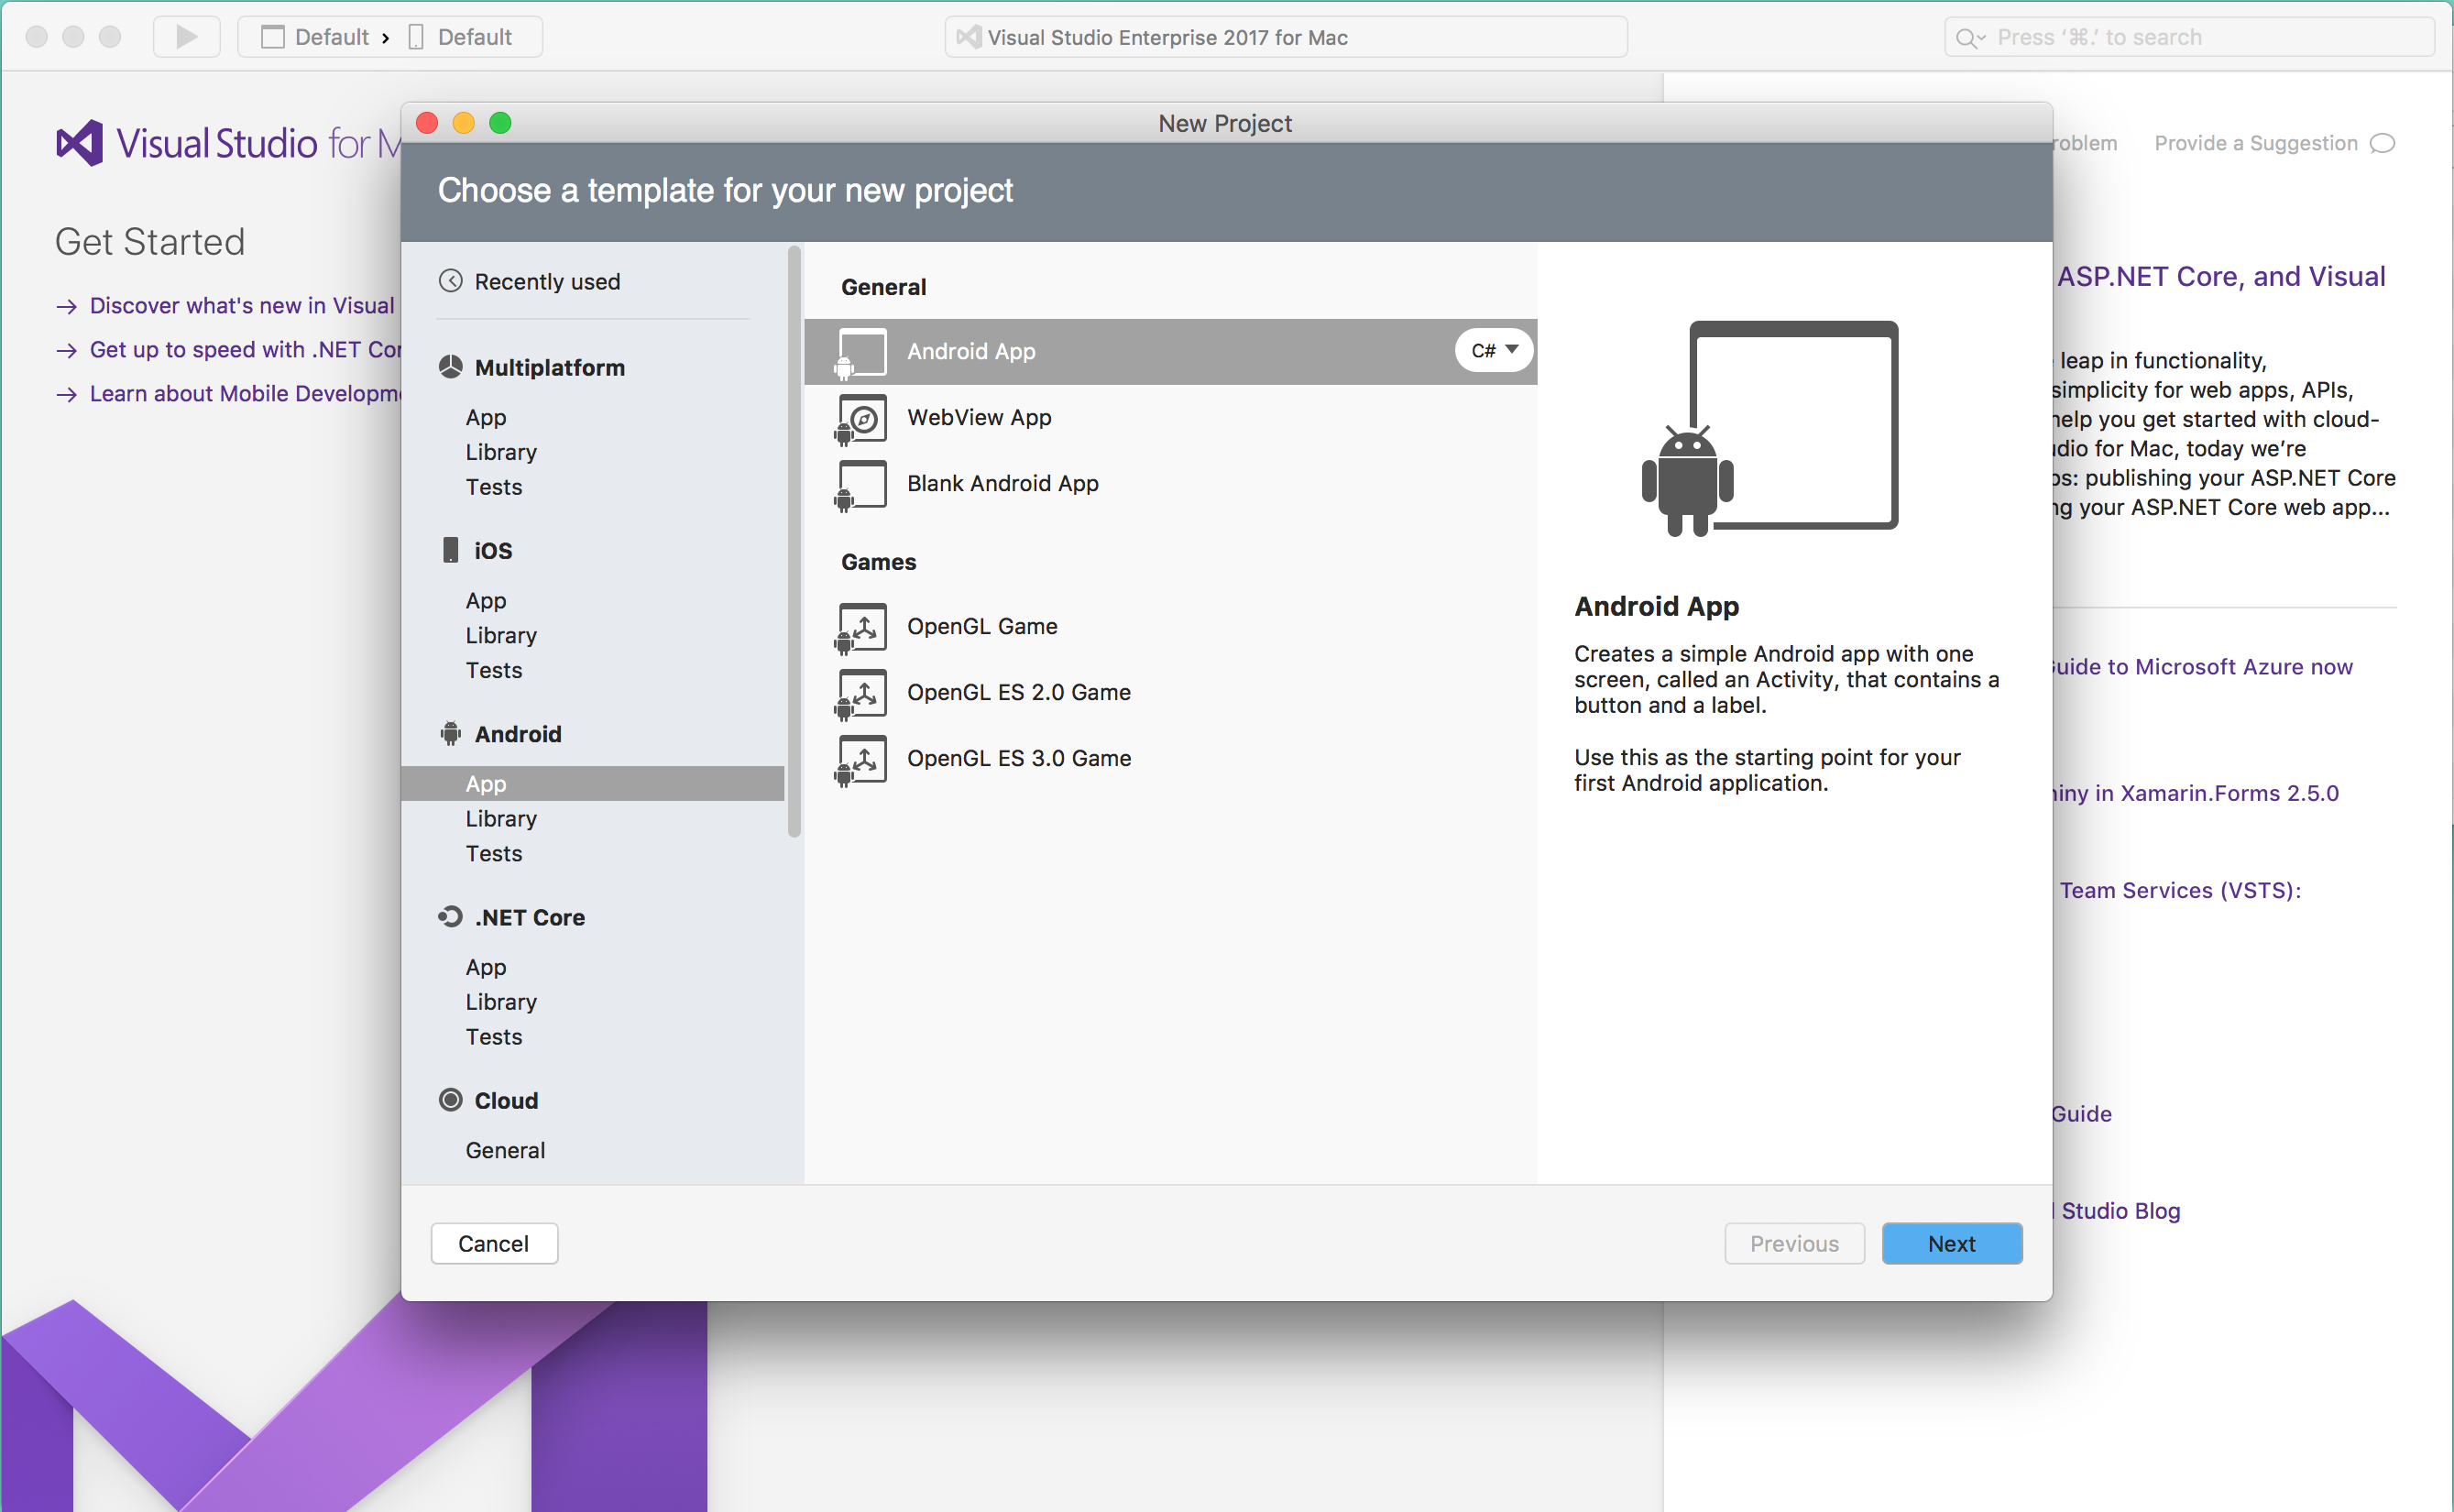 Default › Default
Visual Studio Enterprise 2017 for Mac
Press ‘⌘.’ to search
Visual Studio for M
Provide a Suggestion
Get Started
Discover what's new in Visual
Get up to speed with .NET Cor
Learn about Mobile Developm
New Project
Choose a template for your new project
Recently used
Multiplatform
App
Library
Tests
iOS
App
Library
Tests
Android
App
Library
Tests
.NET Core
App
Library
Tests
Cloud
General
General
Android App
C#
WebView App
Blank Android App
Games
OpenGL Game
OpenGL ES 2.0 Game
OpenGL ES 3.0 Game
Android App
Creates a simple Android app with one
screen, called an Activity, that contains a
button and a label.
Use this as the starting point for your
first Android application.
Cancel
Previous
Next
roblem
ASP.NET Core, and Visual
leap in functionality,
simplicity for web apps, APIs,
help you get started with cloud-
udio for Mac, today we’re
os: publishing your ASP.NET Core
ng your ASP.NET Core web app...
Guide to Microsoft Azure now
hiny in Xamarin.Forms 2.5.0
Team Services (VSTS):
Guide
l Studio Blog